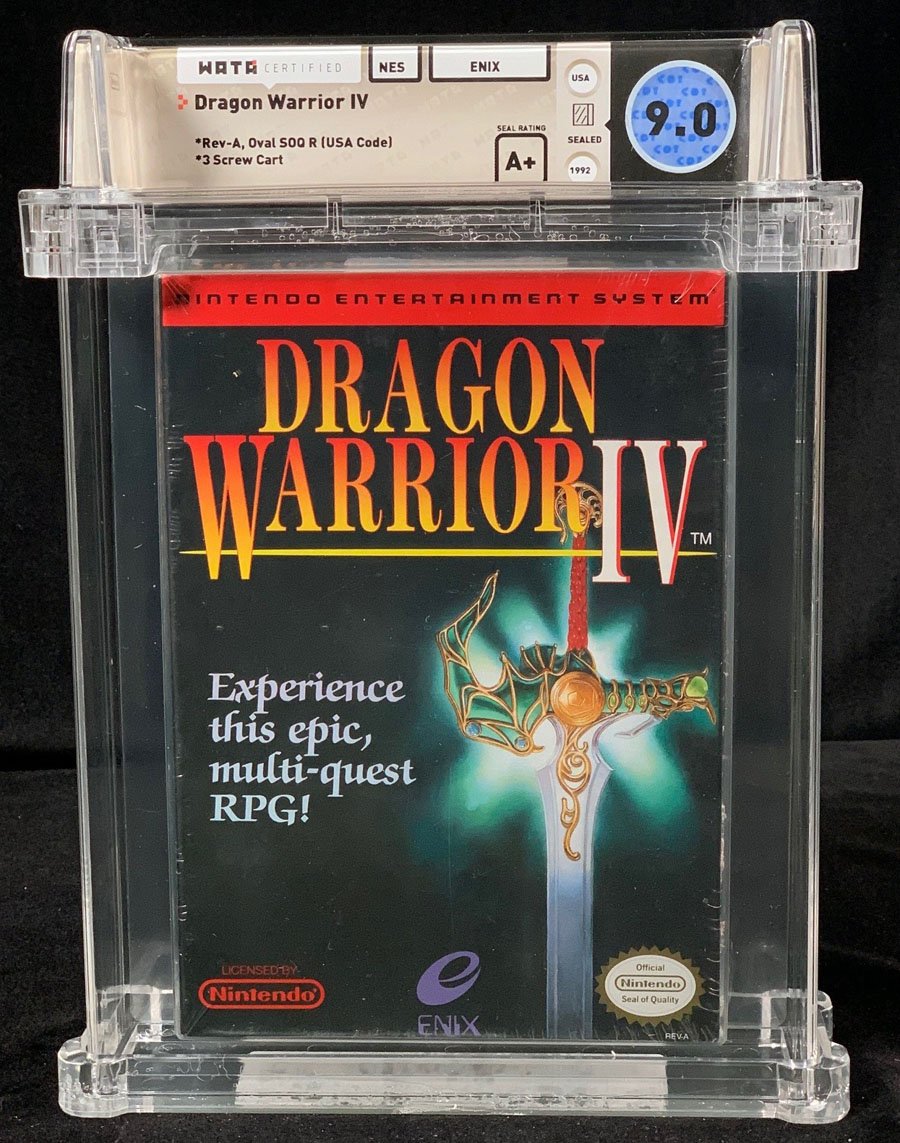 WATA CERTIFIED
NES
ENIX
USA
Dragon Warrior IV
*Rev-A, Oval SOQ R (USA Code)
*3 Screw Cart
SEAL RATING
A+
SEALED
1992
9.0
NINTENDO ENTERTAINMENT SYSTEM
DRAGON
WARRIOR IV
TM
Experience
this epic,
multi-quest
RPG!
LICENSED BY
Nintendo®
ENIX
Official
Nintendo
Seal of Quality
REV-A